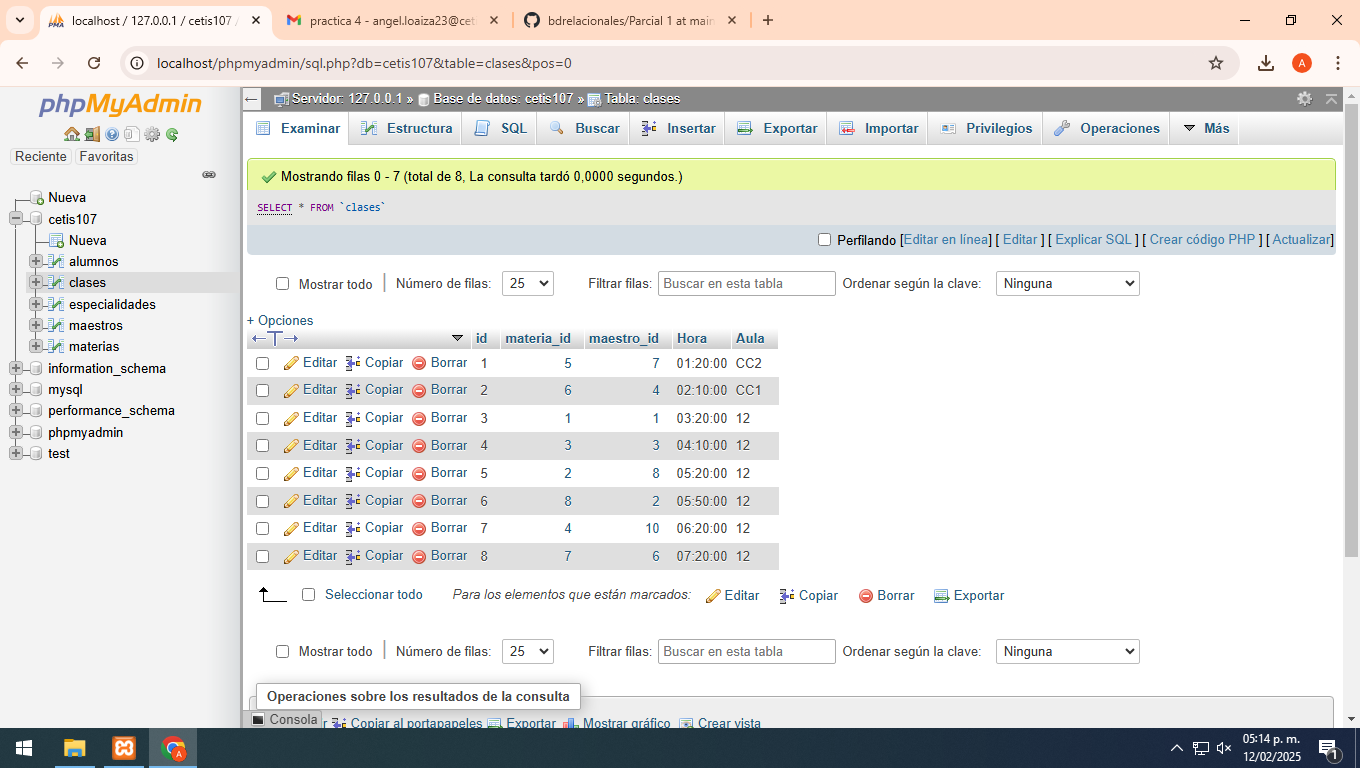 localhost / 127.0.0.1 / cetis107 /
practica 4 - angel.loaiza23@ceti
bdrelacionales/Parcial 1 at main
localhost/phpmyadmin/sql.php?db=cetis107&table=clases&pos=0
A
phpMyAdmin
Reciente Favoritas
Nueva
cetis107
Nueva
alumnos
clases
especialidades
maestros
materias
information_schema
mysql
performance_schema
phpmyadmin
test
Servidor: 127.0.0.1 » Base de datos: cetis107 » Tabla: clases
Examinar Estructura SQL Buscar Insertar Exportar Importar Privilegios Operaciones Más
Mostrando filas 0 - 7 (total de 8, La consulta tardó 0,0000 segundos.)
SELECT * FROM `clases`
Perfilando [Editar en línea] [ Editar ] [ Explicar SQL ] [ Crear código PHP ] [ Actualizar]
Mostrar todo | Número de filas: 25 Filtrar filas: Buscar en esta tabla Ordenar según la clave: Ninguna
+ Opciones
←T→ id materia_id maestro_id Hora Aula
Editar Copiar Borrar 1 5 7 01:20:00 CC2
Editar Copiar Borrar 2 6 4 02:10:00 CC1
Editar Copiar Borrar 3 1 1 03:20:00 12
Editar Copiar Borrar 4 3 3 04:10:00 12
Editar Copiar Borrar 5 2 8 05:20:00 12
Editar Copiar Borrar 6 8 2 05:50:00 12
Editar Copiar Borrar 7 4 10 06:20:00 12
Editar Copiar Borrar 8 7 6 07:20:00 12
Seleccionar todo Para los elementos que están marcados: Editar Copiar Borrar Exportar
Mostrar todo | Número de filas: 25 Filtrar filas: Buscar en esta tabla Ordenar según la clave: Ninguna
Operaciones sobre los resultados de la consulta
Consola
r Copiar al portapapeles Exportar Mostrar gráfico Crear vista
05:14 p. m.
12/02/2025
1